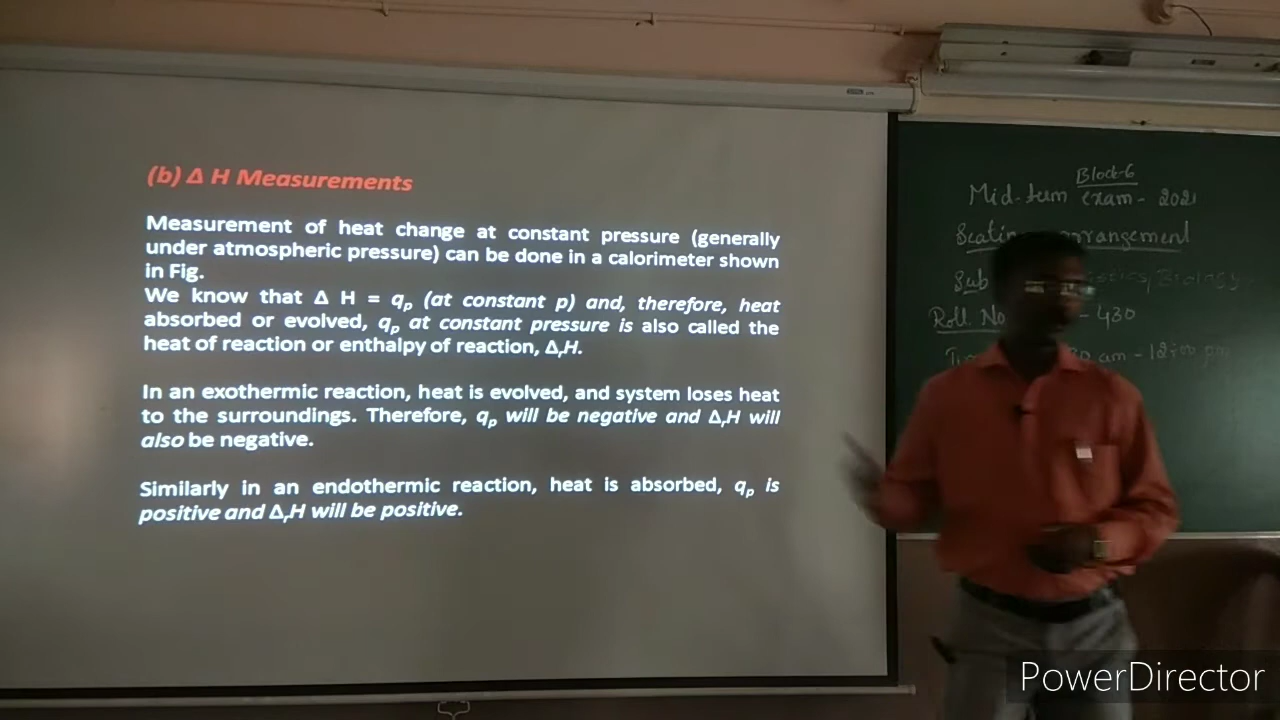 (b) Δ H Measurements
Measurement of heat change at constant pressure (generally
under atmospheric pressure) can be done in a calorimeter shown
in Fig.
We know that Δ H = qp (at constant p) and, therefore, heat
absorbed or evolved, qp at constant pressure is also called the
heat of reaction or enthalpy of reaction, ΔrH.
In an exothermic reaction, heat is evolved, and system loses heat
to the surroundings. Therefore, qp will be negative and ΔrH will
also be negative.
Similarly in an endothermic reaction, heat is absorbed, qp is
positive and ΔrH will be positive.
Block-6
Mid-term exam - 2021
Seating arrangement
Sub
Roll. No - 430
am - 12:00 pm
PowerDirector